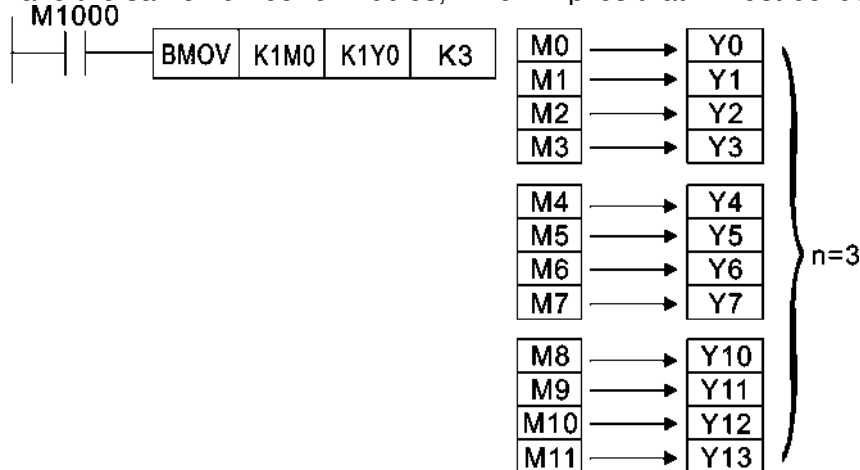 M1000
BMOV K1M0 K1Y0 K3
M0 Y0
M1 Y1
M2 Y2
M3 Y3
M4 Y4
M5 Y5
M6 Y6
M7 Y7
n=3
M8 Y10
M9 Y11
M10 Y12
M11 Y13